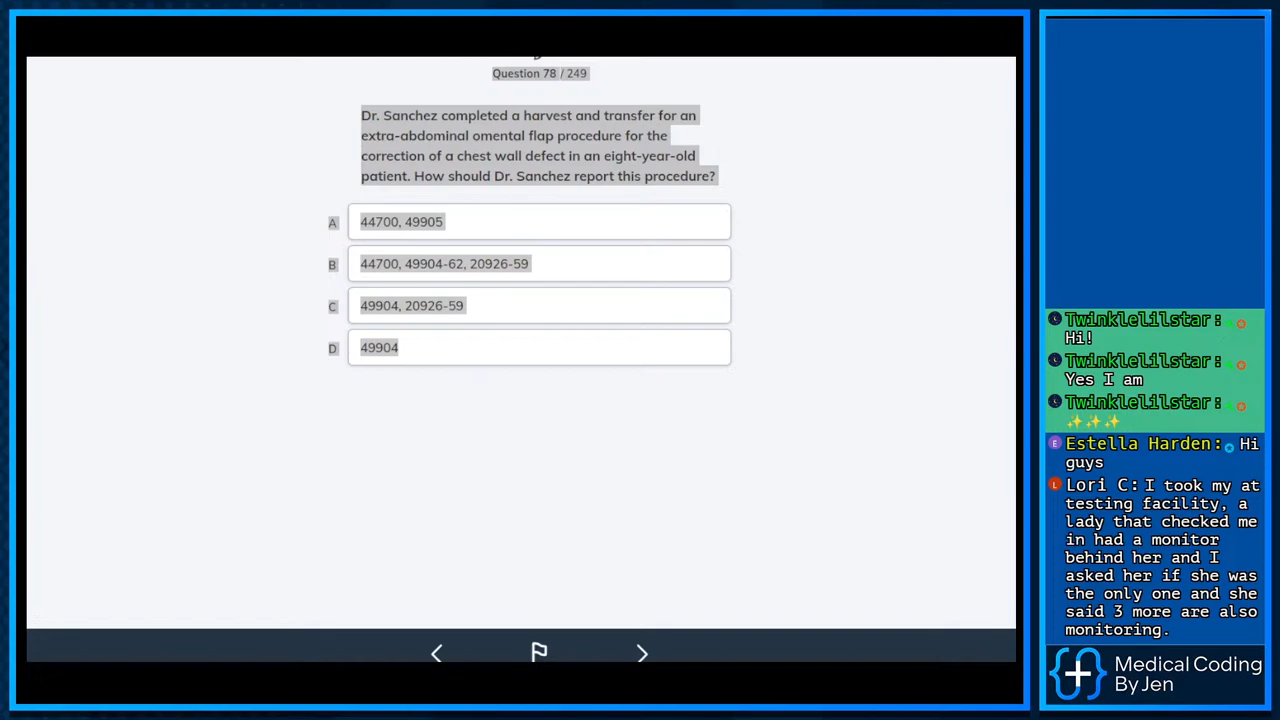 Question 78 / 249
Dr. Sanchez completed a harvest and transfer for an
extra-abdominal omental flap procedure for the
correction of a chest wall defect in an eight-year-old
patient. How should Dr. Sanchez report this procedure?
A
44700, 49905
B
44700, 49904-62, 20926-59
C
49904, 20926-59
D
49904
Twinklelilstar:
Hi!
Twinklelilstar:
Yes I am
Twinklelilstar:
✨✨✨
E
Estella Harden: Hi
guys
L
Lori C: I took my at
testing facility, a
lady that checked me
in had a monitor
behind her and I
asked her if she was
the only one and she
said 3 more are also
monitoring.
Medical Coding
By Jen